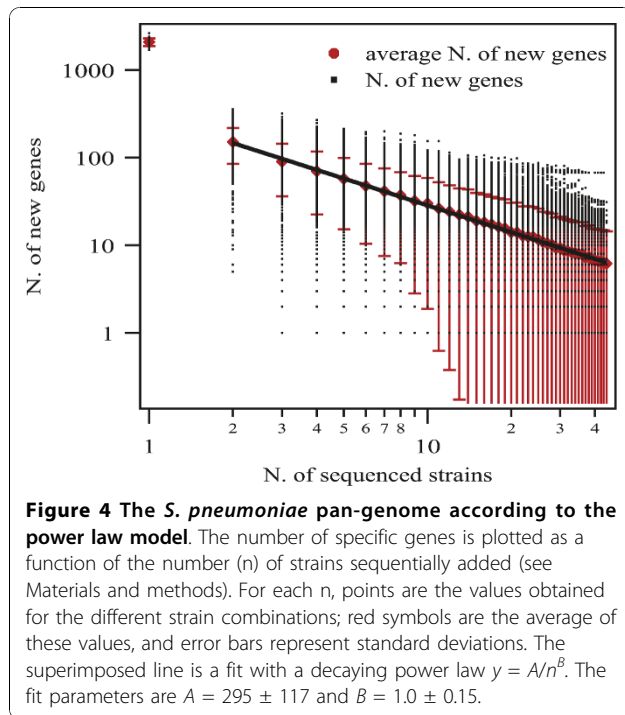 1000
100
10
1
N. of new genes
average N. of new genes
N. of new genes
1
2
3
4
5
6
7
8
10
20
30
4
N. of sequenced strains
Figure 4 The S. pneumoniae pan-genome according to the
power law model. The number of specific genes is plotted as a
function of the number (n) of strains sequentially added (see
Materials and methods). For each n, points are the values obtained
for the different strain combinations; red symbols are the average of
these values, and error bars represent standard deviations. The
superimposed line is a fit with a decaying power law y = A/n^B. The
fit parameters are A = 295 ± 117 and B = 1.0 ± 0.15.